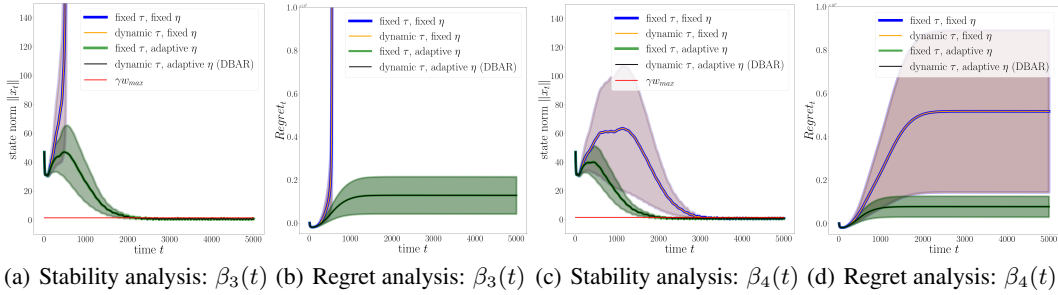 140
120
100
80
60
40
20
0
state norm ‖x_t‖
0 1000 2000 3000 4000 5000
time t
fixed τ, fixed η
dynamic τ, fixed η
fixed τ, adaptive η
dynamic τ, adaptive η (DBAR)
γw_max
1.0
0.8
0.6
0.4
0.2
0.0
Regret_t
0 1000 2000 3000 4000 5000
time t
fixed τ, fixed η
dynamic τ, fixed η
fixed τ, adaptive η
dynamic τ, adaptive η (DBAR)
140
120
100
80
60
40
20
0
state norm ‖x_t‖
0 1000 2000 3000 4000 5000
time t
fixed τ, fixed η
dynamic τ, fixed η
fixed τ, adaptive η
dynamic τ, adaptive η (DBAR)
γw_max
1.0
0.8
0.6
0.4
0.2
0.0
Regret_t
0 1000 2000 3000 4000 5000
time t
fixed τ, fixed η
dynamic τ, fixed η
fixed τ, adaptive η
dynamic τ, adaptive η (DBAR)
(a) Stability analysis: β₃(t) (b) Regret analysis: β₃(t) (c) Stability analysis: β₄(t) (d) Regret analysis: β₄(t)